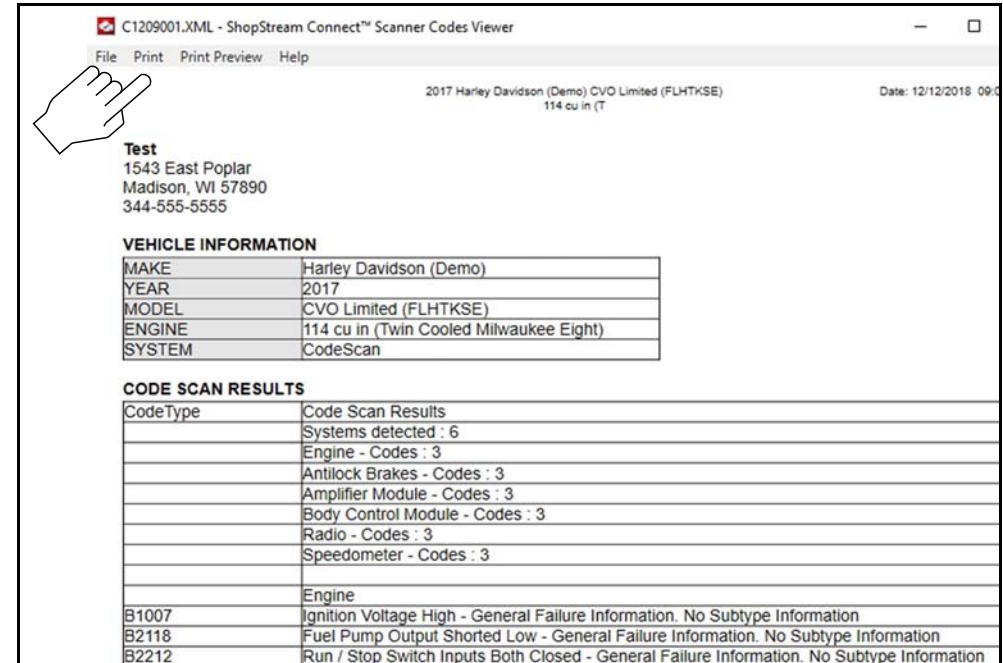 C1209001.XML - ShopStream Connect™ Scanner Codes Viewer
File Print Print Preview Help
2017 Harley Davidson (Demo) CVO Limited (FLHTKSE) Date: 12/12/2018 09:0
114 cu in (T
Test
1543 East Poplar
Madison, WI 57890
344-555-5555
VEHICLE INFORMATION
MAKE Harley Davidson (Demo)
YEAR 2017
MODEL CVO Limited (FLHTKSE)
ENGINE 114 cu in (Twin Cooled Milwaukee Eight)
SYSTEM CodeScan
CODE SCAN RESULTS
CodeType Code Scan Results
Systems detected : 6
Engine - Codes : 3
Antilock Brakes - Codes : 3
Amplifier Module - Codes : 3
Body Control Module - Codes : 3
Radio - Codes : 3
Speedometer - Codes : 3
Engine
B1007 Ignition Voltage High - General Failure Information. No Subtype Information
B2118 Fuel Pump Output Shorted Low - General Failure Information. No Subtype Information
B2212 Run / Stop Switch Inputs Both Closed - General Failure Information. No Subtype Information